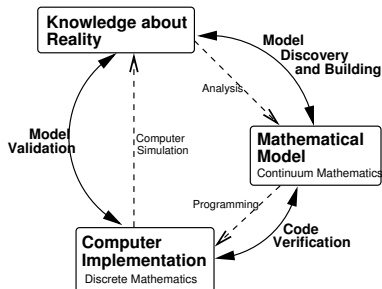 Knowledge about
Reality
Model
Discovery
and Building
Analysis
Model
Validation
Computer
Simulation
Mathematical
Model
Continuum Mathematics
Programming
Code
Verification
Computer
Implementation
Discrete Mathematics